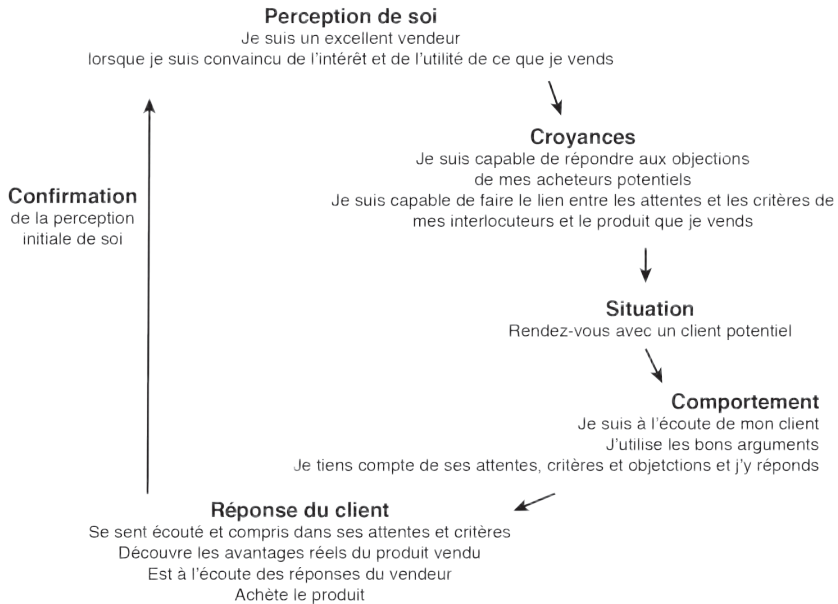 Perception de soi
Je suis un excellent vendeur
lorsque je suis convaincu de l'intérêt et de l'utilité de ce que je vends
Croyances
Je suis capable de répondre aux objections
de mes acheteurs potentiels
Je suis capable de faire le lien entre les attentes et les critères de
mes interlocuteurs et le produit que je vends
Situation
Rendez-vous avec un client potentiel
Comportement
Je suis à l'écoute de mon client
J'utilise les bons arguments
Je tiens compte de ses attentes, critères et objetctions et j'y réponds
Réponse du client
Se sent écouté et compris dans ses attentes et critères
Découvre les avantages réels du produit vendu
Est à l'écoute des réponses du vendeur
Achète le produit
Confirmation
de la perception
initiale de soi